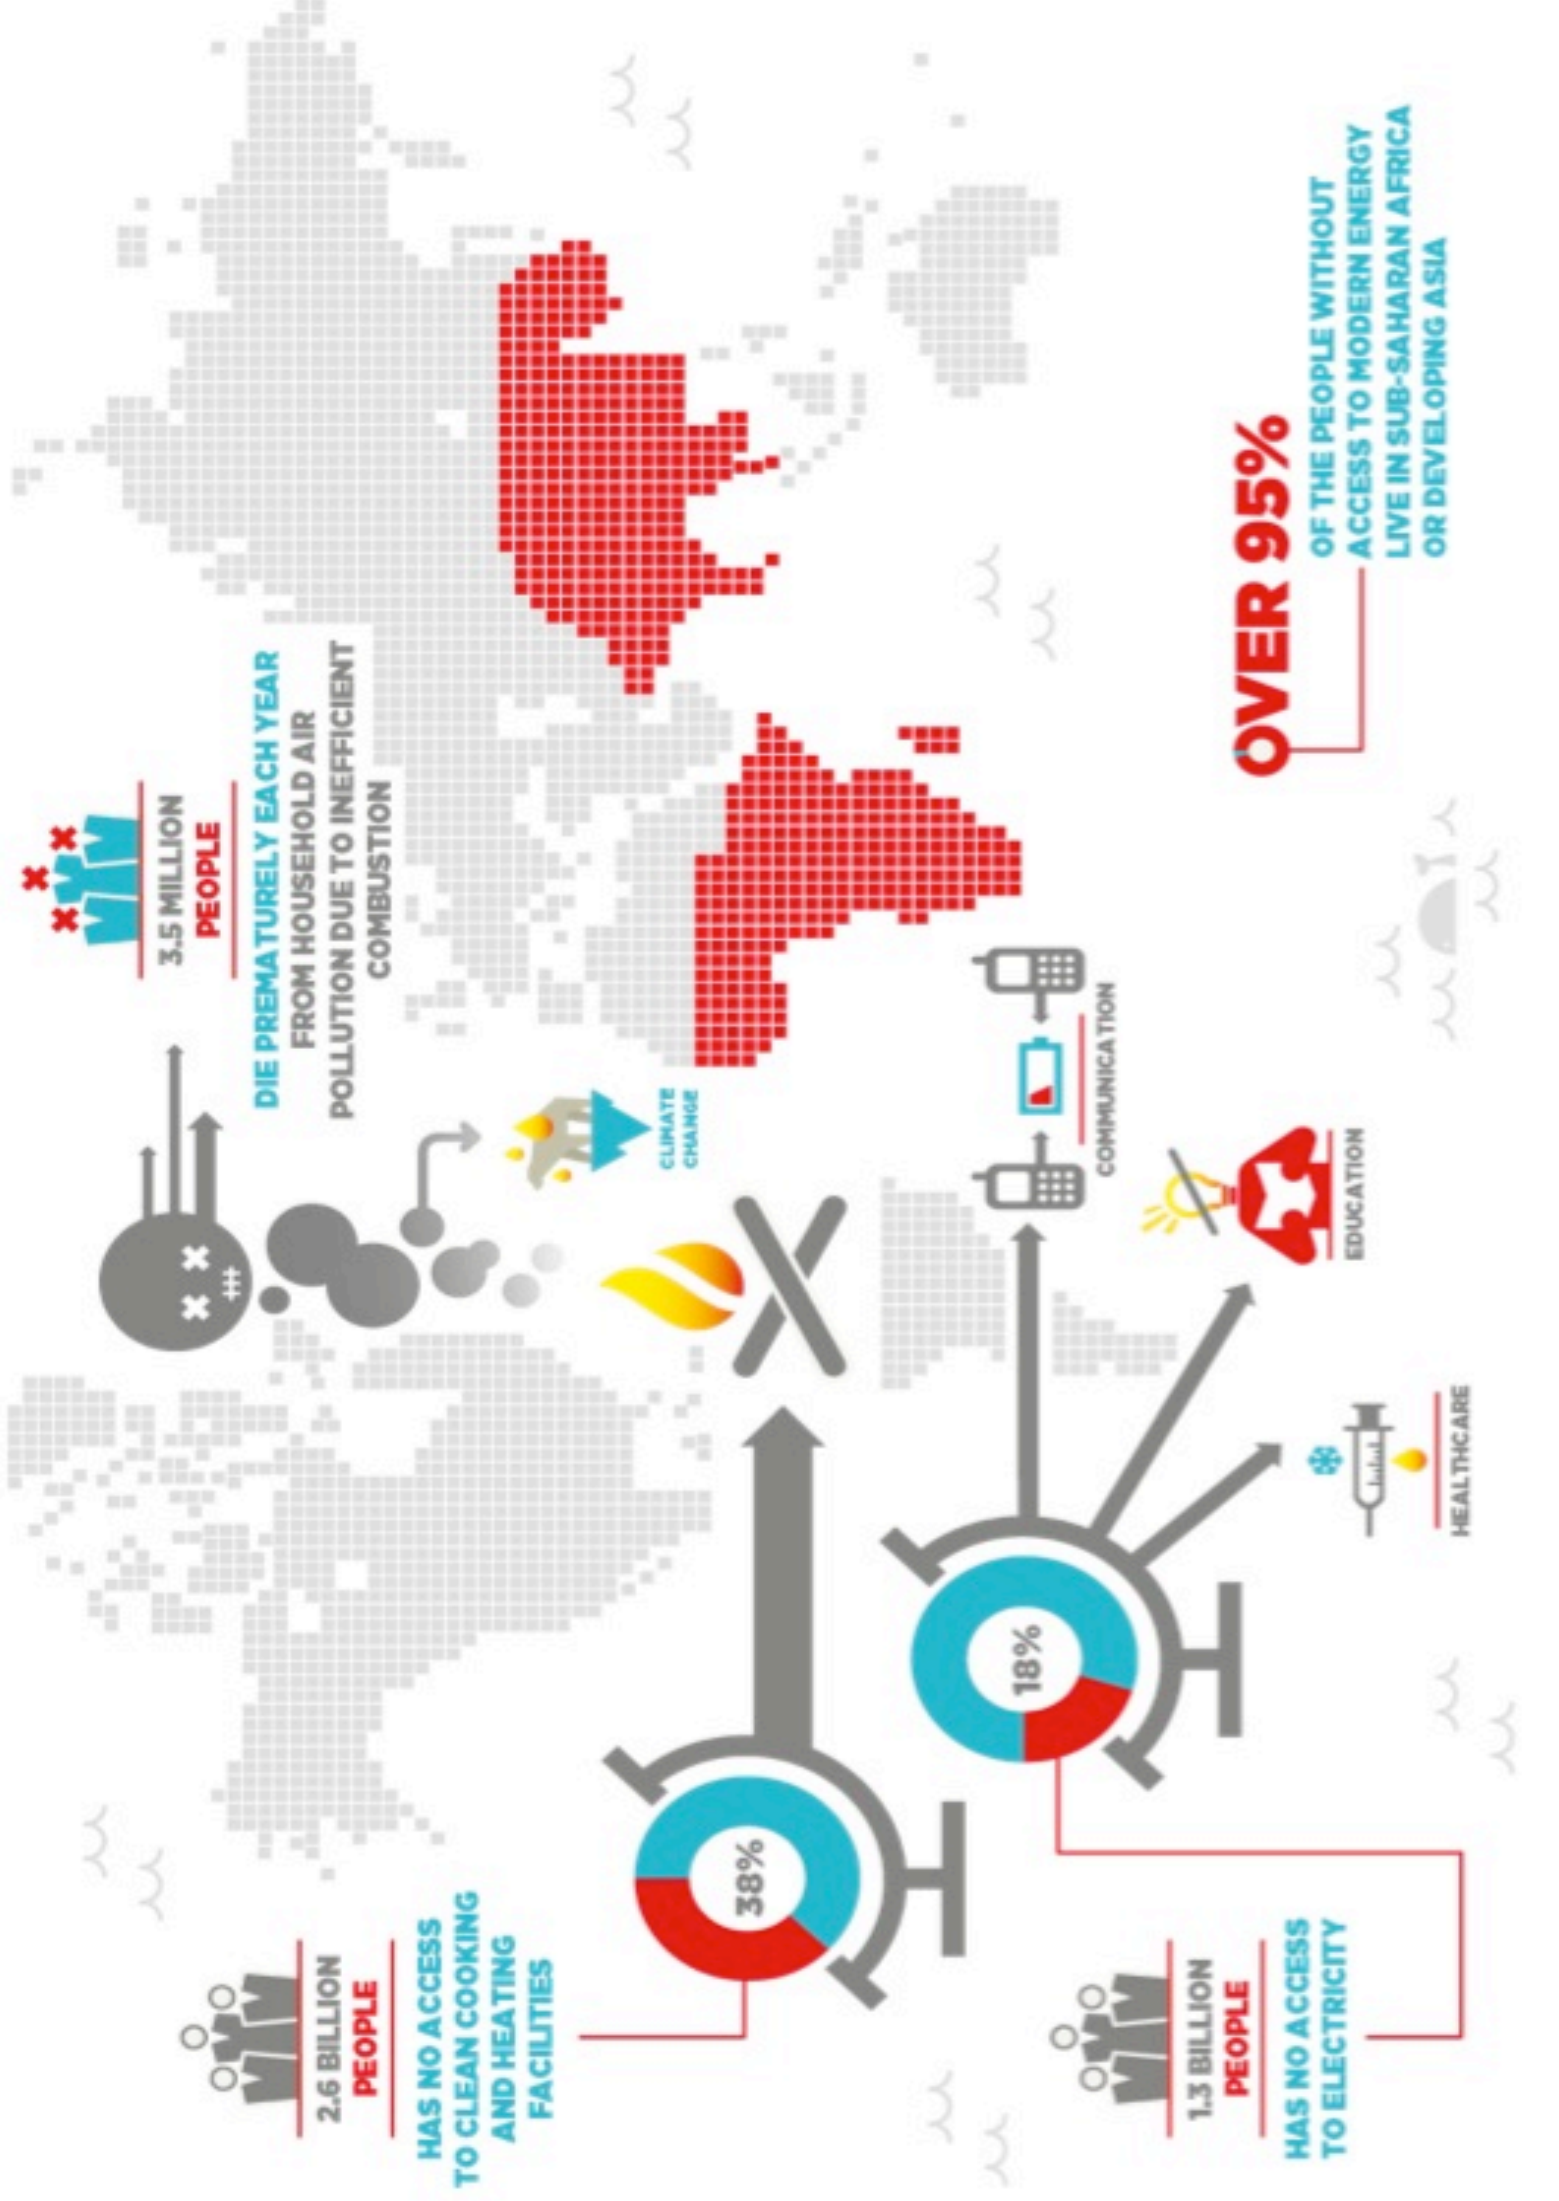 2.6 BILLION
PEOPLE
HAS NO ACCESS
TO CLEAN COOKING
AND HEATING
FACILITIES
38%
3.5 MILLION
PEOPLE
DIE PREMATURELY EACH YEAR
FROM HOUSEHOLD AIR
POLLUTION DUE TO INEFFICIENT
COMBUSTION
CLIMATE
CHANGE
1.3 BILLION
PEOPLE
HAS NO ACCESS
TO ELECTRICITY
18%
COMMUNICATION
EDUCATION
HEALTHCARE
OVER 95%
OF THE PEOPLE WITHOUT
ACCESS TO MODERN ENERGY
LIVE IN SUB-SAHARAN AFRICA
OR DEVELOPING ASIA